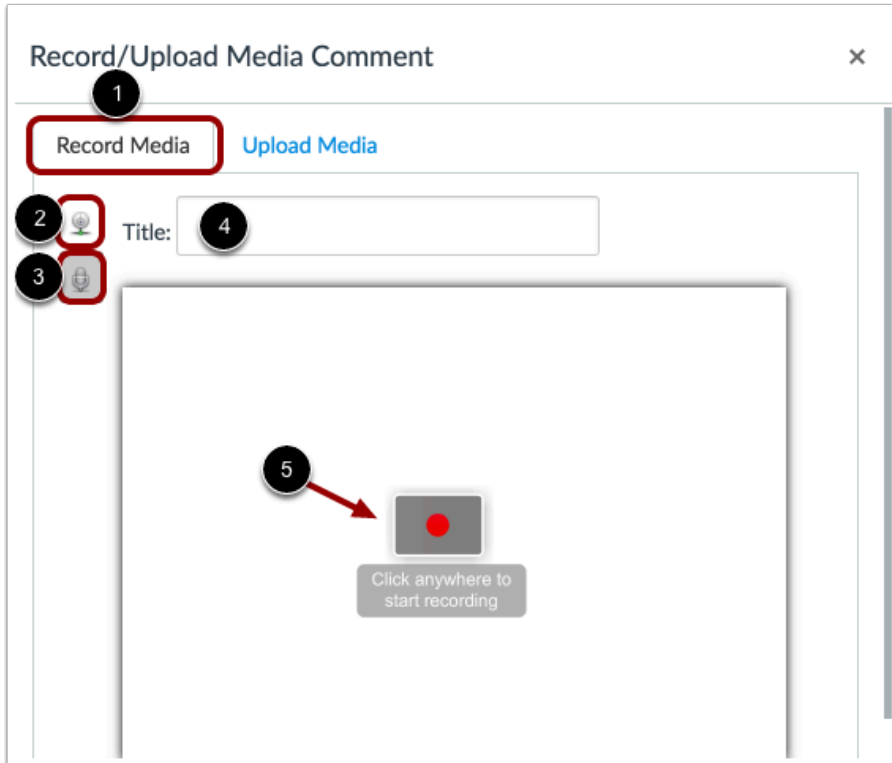 Record/Upload Media Comment
×
1
Record Media
Upload Media
2
Title:
4
3
5
Click anywhere to
start recording